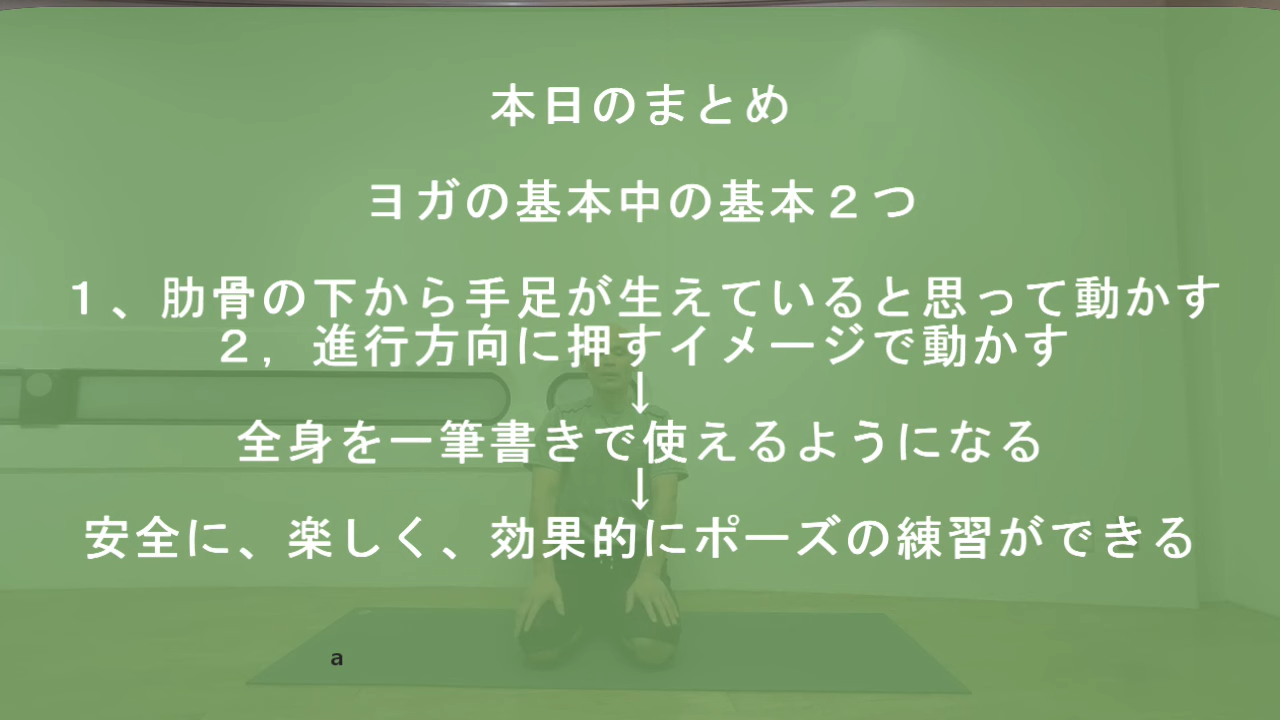 本日のまとめ
ヨガの基本中の基本２つ
１、肋骨の下から手足が生えていると思って動かす
２，進行方向に押すイメージで動かす
↓
全身を一筆書きで使えるようになる
↓
安全に、楽しく、効果的にポーズの練習ができる
a